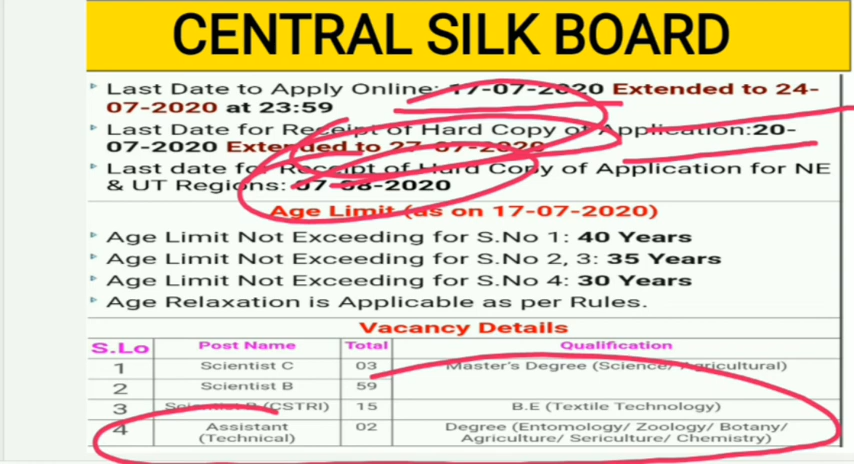 CENTRAL SILK BOARD
Last Date to Apply Online: 17-07-2020 Extended to 24-
07-2020 at 23:59
Last Date for Receipt of Hard Copy of Application:20-
07-2020 Extended to 27-07-2020
Last date for Receipt of Hard Copy of Application for NE
& UT Regions: 07-08-2020
Age Limit (as on 17-07-2020)
Age Limit Not Exceeding for S.No 1: 40 Years
Age Limit Not Exceeding for S.No 2, 3: 35 Years
Age Limit Not Exceeding for S.No 4: 30 Years
Age Relaxation is Applicable as per Rules.
Vacancy Details
S.Lo Post Name Total Qualification
1 Scientist C 03 Master's Degree (Science/ Agricultural)
2 Scientist B 59
3 Scientist B (CSTRI) 15 B.E (Textile Technology)
4 Assistant 02 Degree (Entomology/ Zoology/ Botany/
(Technical) Agriculture/ Sericulture/ Chemistry)